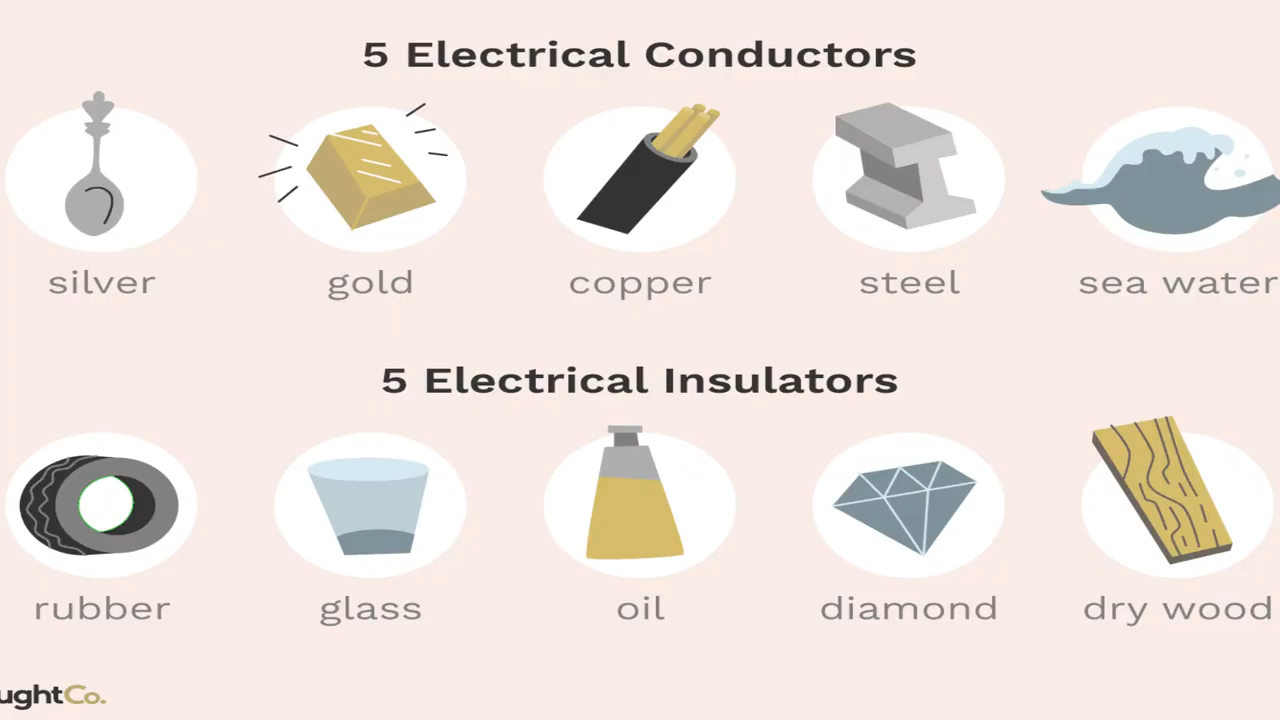 5 Electrical Conductors
silver gold copper steel sea water
5 Electrical Insulators
rubber glass oil diamond dry wood
ughtCo.